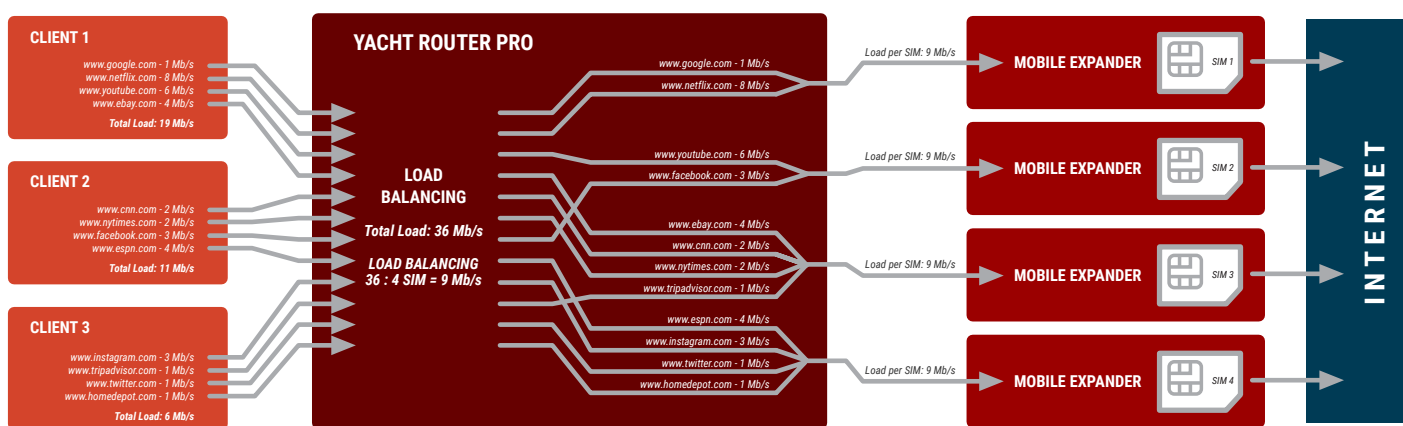 CLIENT 1
www.google.com - 1 Mb/s
www.netflix.com - 8 Mb/s
www.youtube.com - 6 Mb/s
www.ebay.com - 4 Mb/s
Total Load: 19 Mb/s
CLIENT 2
www.cnn.com - 2 Mb/s
www.nytimes.com - 2 Mb/s
www.facebook.com - 3 Mb/s
www.espn.com - 4 Mb/s
Total Load: 11 Mb/s
CLIENT 3
www.instagram.com - 3 Mb/s
www.tripadvisor.com - 1 Mb/s
www.twitter.com - 1 Mb/s
www.homedepot.com - 1 Mb/s
Total Load: 6 Mb/s
YACHT ROUTER PRO
LOAD
BALANCING
Total Load: 36 Mb/s
LOAD BALANCING
36 : 4 SIM = 9 Mb/s
www.google.com - 1 Mb/s
www.netflix.com - 8 Mb/s
www.youtube.com - 6 Mb/s
www.facebook.com - 3 Mb/s
www.ebay.com - 4 Mb/s
www.cnn.com - 2 Mb/s
www.nytimes.com - 2 Mb/s
www.tripadvisor.com - 1 Mb/s
www.espn.com - 4 Mb/s
www.instagram.com - 3 Mb/s
www.twitter.com - 1 Mb/s
www.homedepot.com - 1 Mb/s
Load per SIM: 9 Mb/s
MOBILE EXPANDER
SIM 1
Load per SIM: 9 Mb/s
MOBILE EXPANDER
SIM 2
Load per SIM: 9 Mb/s
MOBILE EXPANDER
SIM 3
Load per SIM: 9 Mb/s
MOBILE EXPANDER
SIM 4
INTERNET